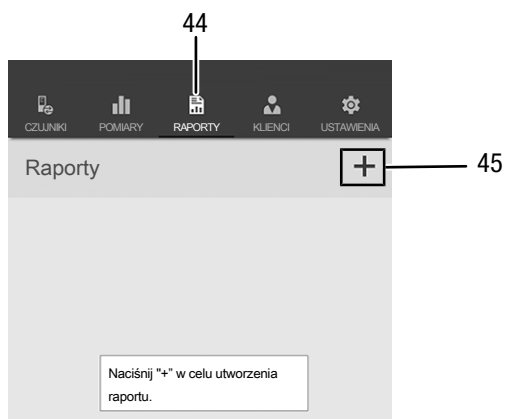 44
CZUJNIKI POMIARY RAPORTY KLIENCI USTAWIENIA
Raporty +
45
Naciśnij "+" w celu utworzenia
raportu.